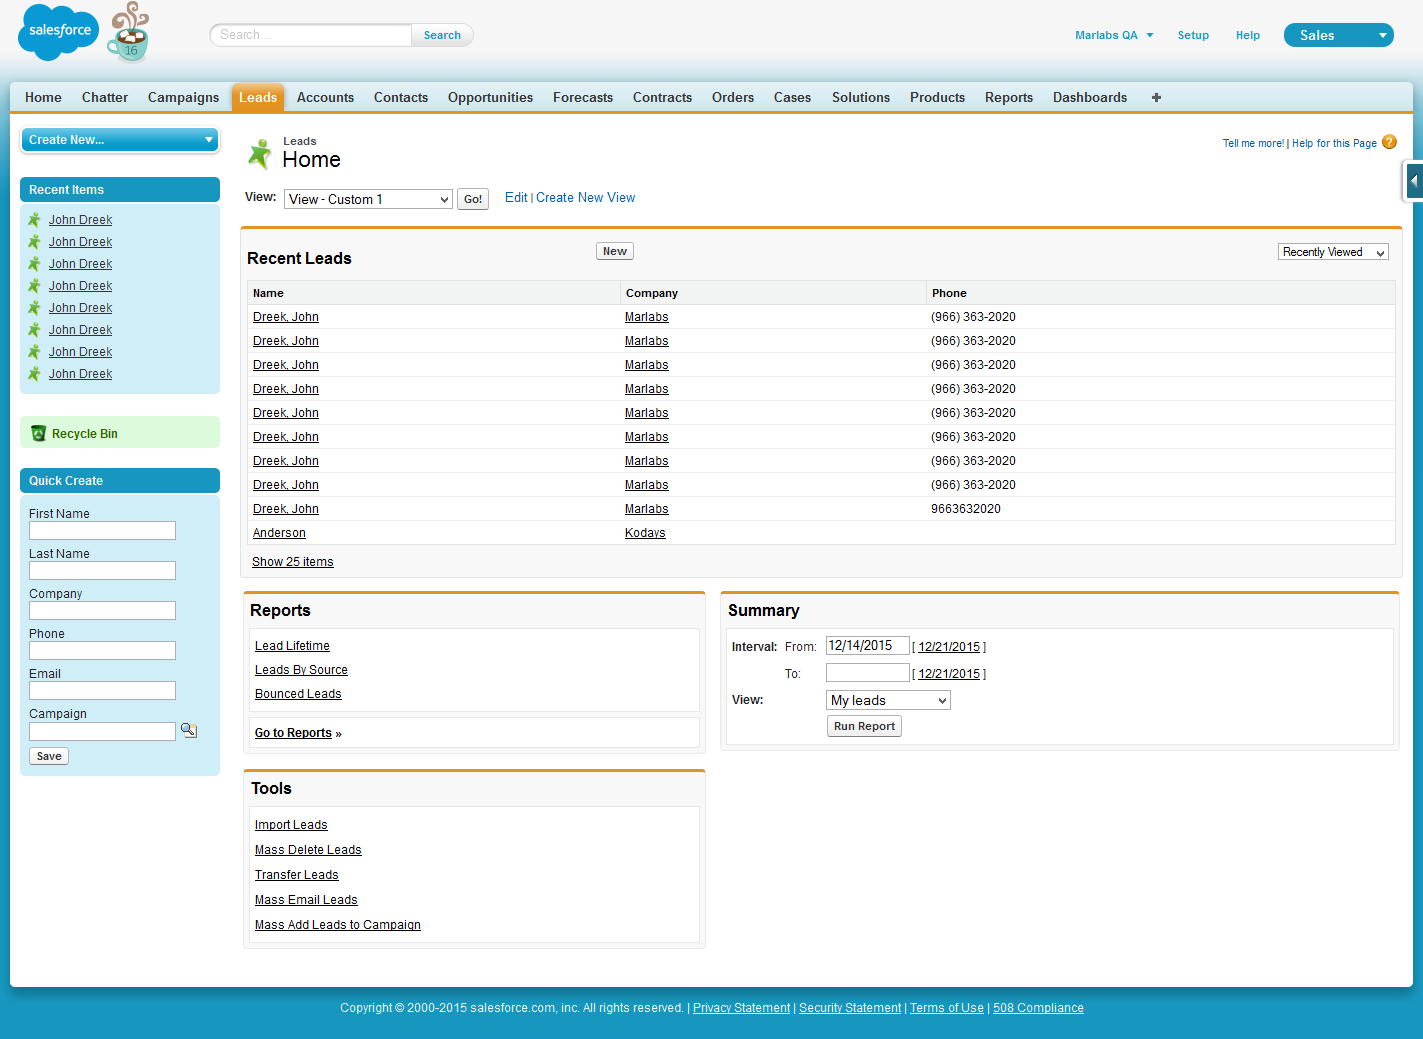 salesforce
16
Search...
Search
Marlabs QA
Setup
Help
Sales
Home Chatter Campaigns Leads Accounts Contacts Opportunities Forecasts Contracts Orders Cases Solutions Products Reports Dashboards +
Create New...
Recent Items
John Dreek
John Dreek
John Dreek
John Dreek
John Dreek
John Dreek
John Dreek
John Dreek
Recycle Bin
Quick Create
First Name
Last Name
Company
Phone
Email
Campaign
Save
Leads
Home
Tell me more! | Help for this Page ?
View: View - Custom 1 Go! Edit | Create New View
Recent Leads New Recently Viewed
Name Company Phone
Dreek, John Marlabs (966) 363-2020
Dreek, John Marlabs (966) 363-2020
Dreek, John Marlabs (966) 363-2020
Dreek, John Marlabs (966) 363-2020
Dreek, John Marlabs (966) 363-2020
Dreek, John Marlabs (966) 363-2020
Dreek, John Marlabs (966) 363-2020
Dreek, John Marlabs (966) 363-2020
Dreek, John Marlabs 9663632020
Anderson Kodays
Show 25 items
Reports
Lead Lifetime
Leads By Source
Bounced Leads
Go to Reports »
Summary
Interval: From: 12/14/2015 [ 12/21/2015 ]
To: [ 12/21/2015 ]
View: My leads
Run Report
Tools
Import Leads
Mass Delete Leads
Transfer Leads
Mass Email Leads
Mass Add Leads to Campaign
Copyright © 2000-2015 salesforce.com, inc. All rights reserved. | Privacy Statement | Security Statement | Terms of Use | 508 Compliance